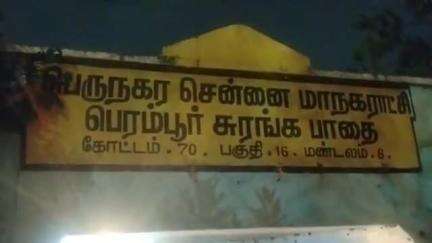 பெருநகர சென்னை மாநகராட்சி
பெரம்பூர் சுரங்க பாதை
கோட்டம் . 70 . பகுதி . 16 . மண்டலம் . 6 .